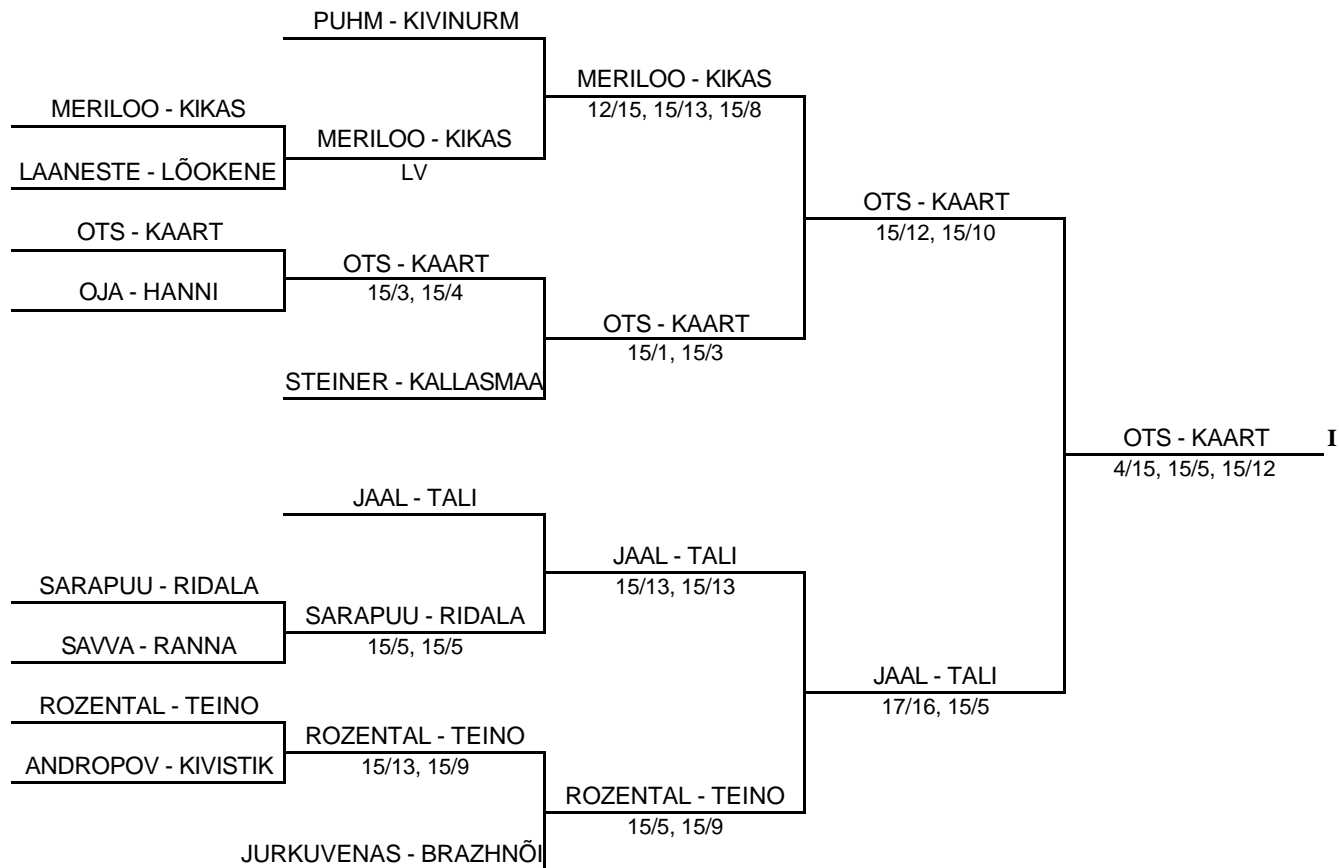 PUHM - KIVINURM
MERILOO - KIKAS
12/15, 15/13, 15/8
MERILOO - KIKAS
MERILOO - KIKAS
LV
LAANESTE - LÕOKENE
OTS - KAART
15/12, 15/10
OTS - KAART
OTS - KAART
15/3, 15/4
OJA - HANNI
OTS - KAART
15/1, 15/3
STEINER - KALLASMAA
OTS - KAART I
4/15, 15/5, 15/12
JAAL - TALI
JAAL - TALI
15/13, 15/13
SARAPUU - RIDALA
SARAPUU - RIDALA
15/5, 15/5
SAVVA - RANNA
JAAL - TALI
17/16, 15/5
ROZENTAL - TEINO
ROZENTAL - TEINO
15/13, 15/9
ANDROPOV - KIVISTIK
ROZENTAL - TEINO
15/5, 15/9
JURKUVENAS - BRAZHNÕI